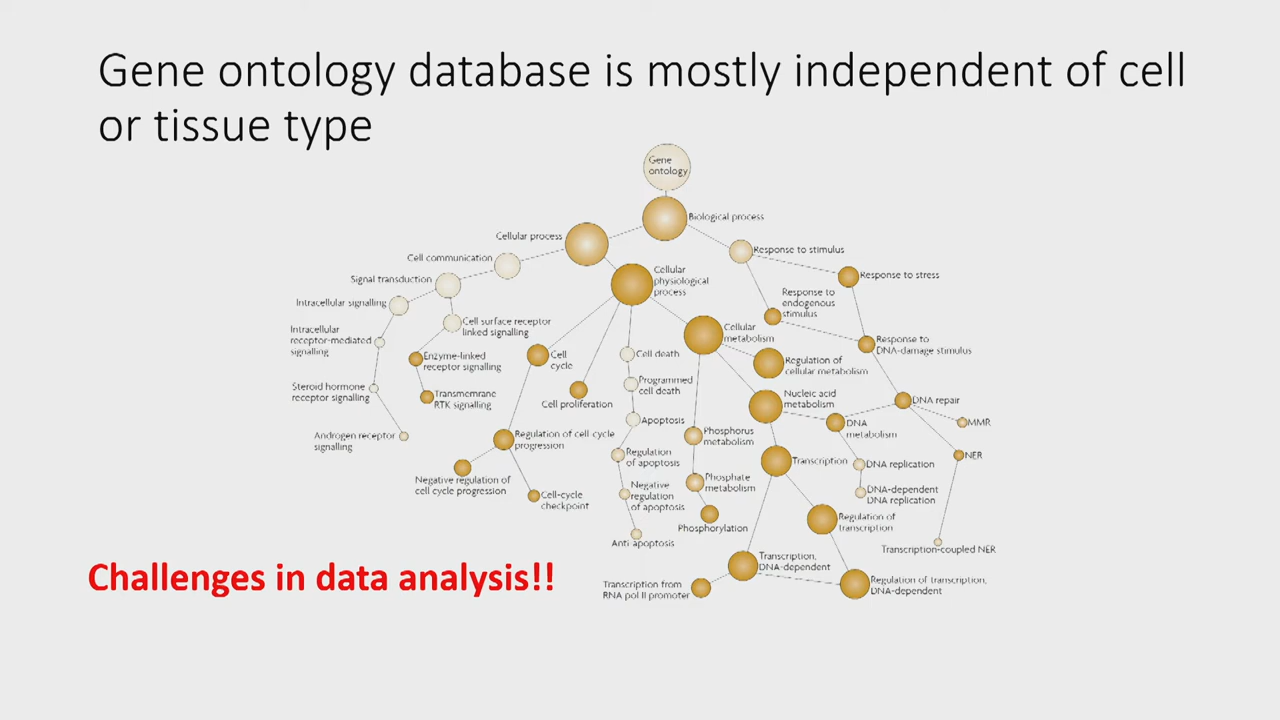 Gene ontology database is mostly independent of cell
or tissue type
Gene
ontology
Biological process
Cellular process
Response to stimulus
Cell communication
Signal transduction
Cellular
physiological
process
Response to stress
Intracellular signalling
Response to
endogenous
stimulus
Cell surface receptor
linked signalling
Intracellular
receptor-mediated
signalling
Cellular
metabolism
Response to
DNA-damage stimulus
Enzyme-linked
receptor signalling
Cell
cycle
Cell death
Regulation of
cellular metabolism
Steroid hormone
receptor signalling
Transmemrane
RTK signalling
Cell proliferation
Programmed
cell death
Nucleic acid
metabolism
DNA repair
Androgen receptor
signalling
Regulation of cell-cycle
progression
Apoptosis
Phosphorus
metabolism
DNA
metabolism
MMR
Negative regulation of
cell cycle progression
Regulation
of apoptosis
Transcription
DNA replication
NER
Cell-cycle
checkpoint
Negative
regulation
of apoptosis
Phosphate
metabolism
DNA-dependent
DNA replication
Anti apoptosis
Phosphorylation
Regulation of
transcription
Transcription-coupled NER
Challenges in data analysis!!
Transcription,
DNA-dependent
Transcription from
RNA pol II promoter
Regulation of transcription,
DNA-dependent